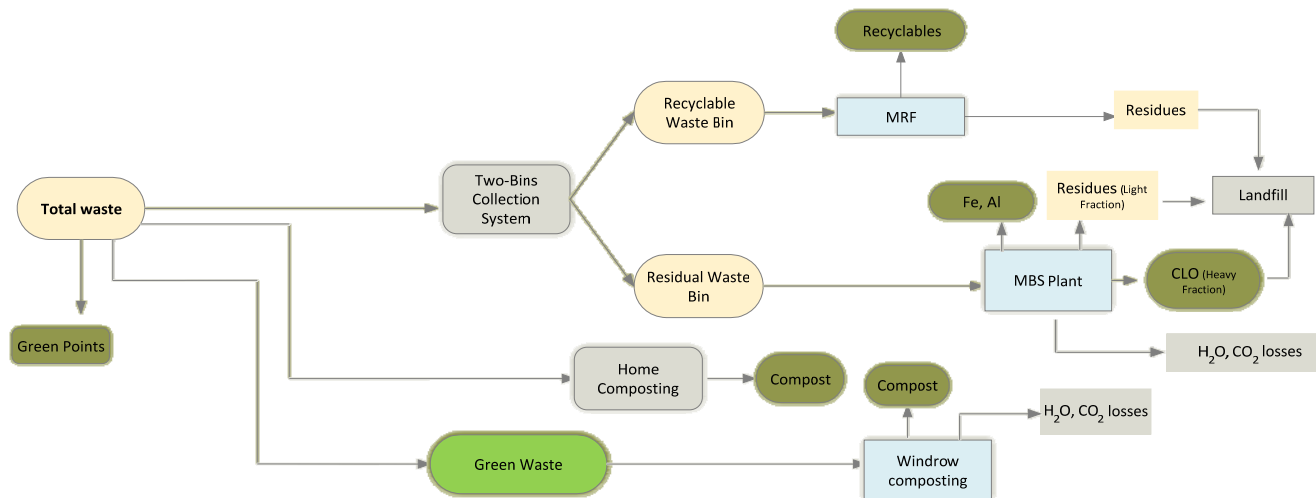 Recyclables
Recyclable
Waste Bin
MRF
Residues
Two-Bins
Collection
System
Total waste
Fe, Al
Residues (Light
Fraction)
Landfill
Residual Waste
Bin
MBS Plant
CLO (Heavy
Fraction)
Green Points
H₂O, CO₂ losses
Home
Composting
Compost
Compost
H₂O, CO₂ losses
Green Waste
Windrow
composting